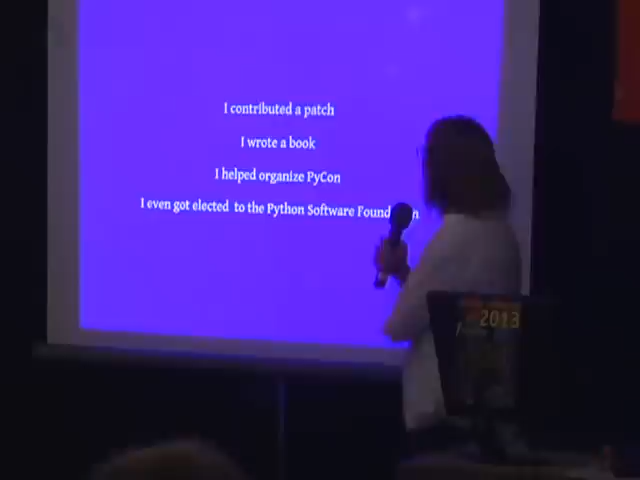 I contributed a patch
I wrote a book
I helped organize PyCon
I even got elected to the Python Software
2013